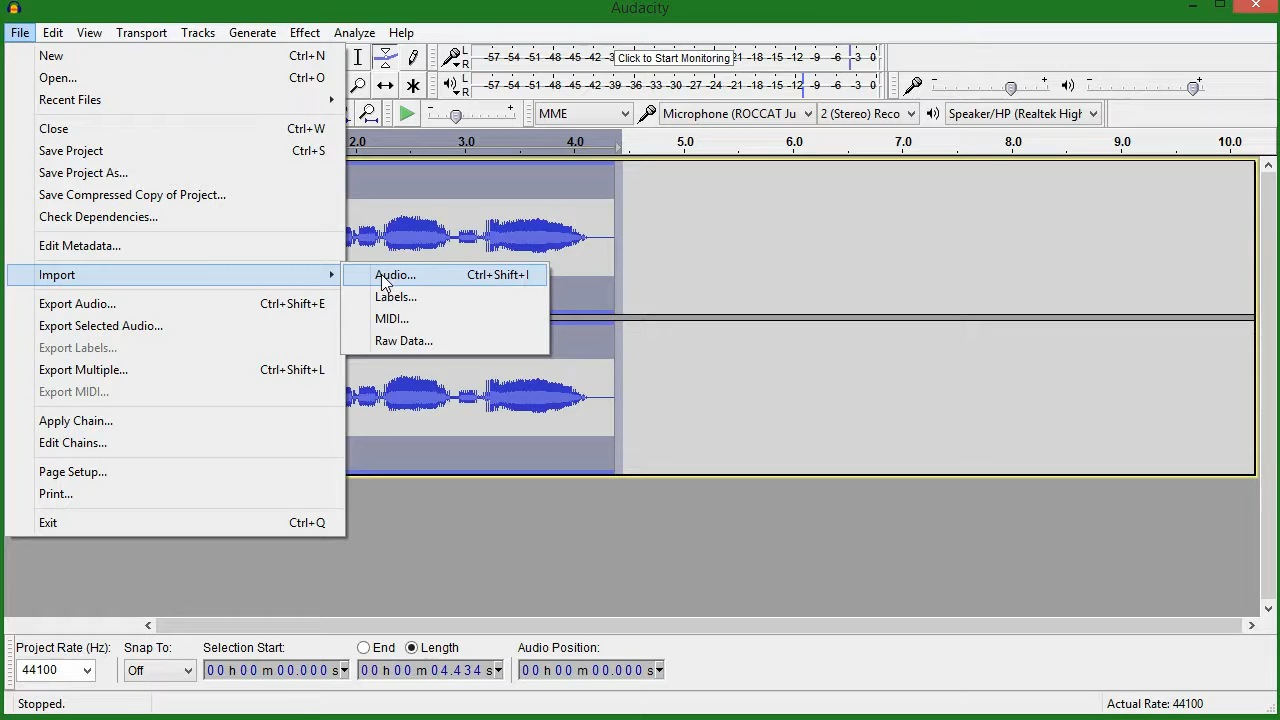 Audacity
File Edit View Transport Tracks Generate Effect Analyze Help
New Ctrl+N
Open... Ctrl+O
Recent Files
Close Ctrl+W
Save Project Ctrl+S
Save Project As...
Save Compressed Copy of Project...
Check Dependencies...
Edit Metadata...
Import
Export Audio... Ctrl+Shift+E
Export Selected Audio...
Export Labels...
Export Multiple... Ctrl+Shift+L
Export MIDI...
Apply Chain...
Edit Chains...
Page Setup...
Print...
Exit Ctrl+Q
Audio... Ctrl+Shift+I
Labels...
MIDI...
Raw Data...
L -57 -54 -51 -48 -45 -42 Click to Start Monitoring -18 -15 -12 -9 -6 -3 0
R
L -57 -54 -51 -48 -45 -42 -39 -36 -33 -30 -27 -24 -21 -18 -15 -12 -9 -6 -3 0
R
MME Microphone (ROCCAT Ju 2 (Stereo) Reco Speaker/HP (Realtek High
2.0 3.0 4.0 5.0 6.0 7.0 8.0 9.0 10.0
Project Rate (Hz): Snap To: Selection Start: End Length Audio Position:
44100 Off 00 h 00 m 00.000 s 00 h 00 m 04.434 s 00 h 00 m 00.000 s
Stopped. Actual Rate: 44100